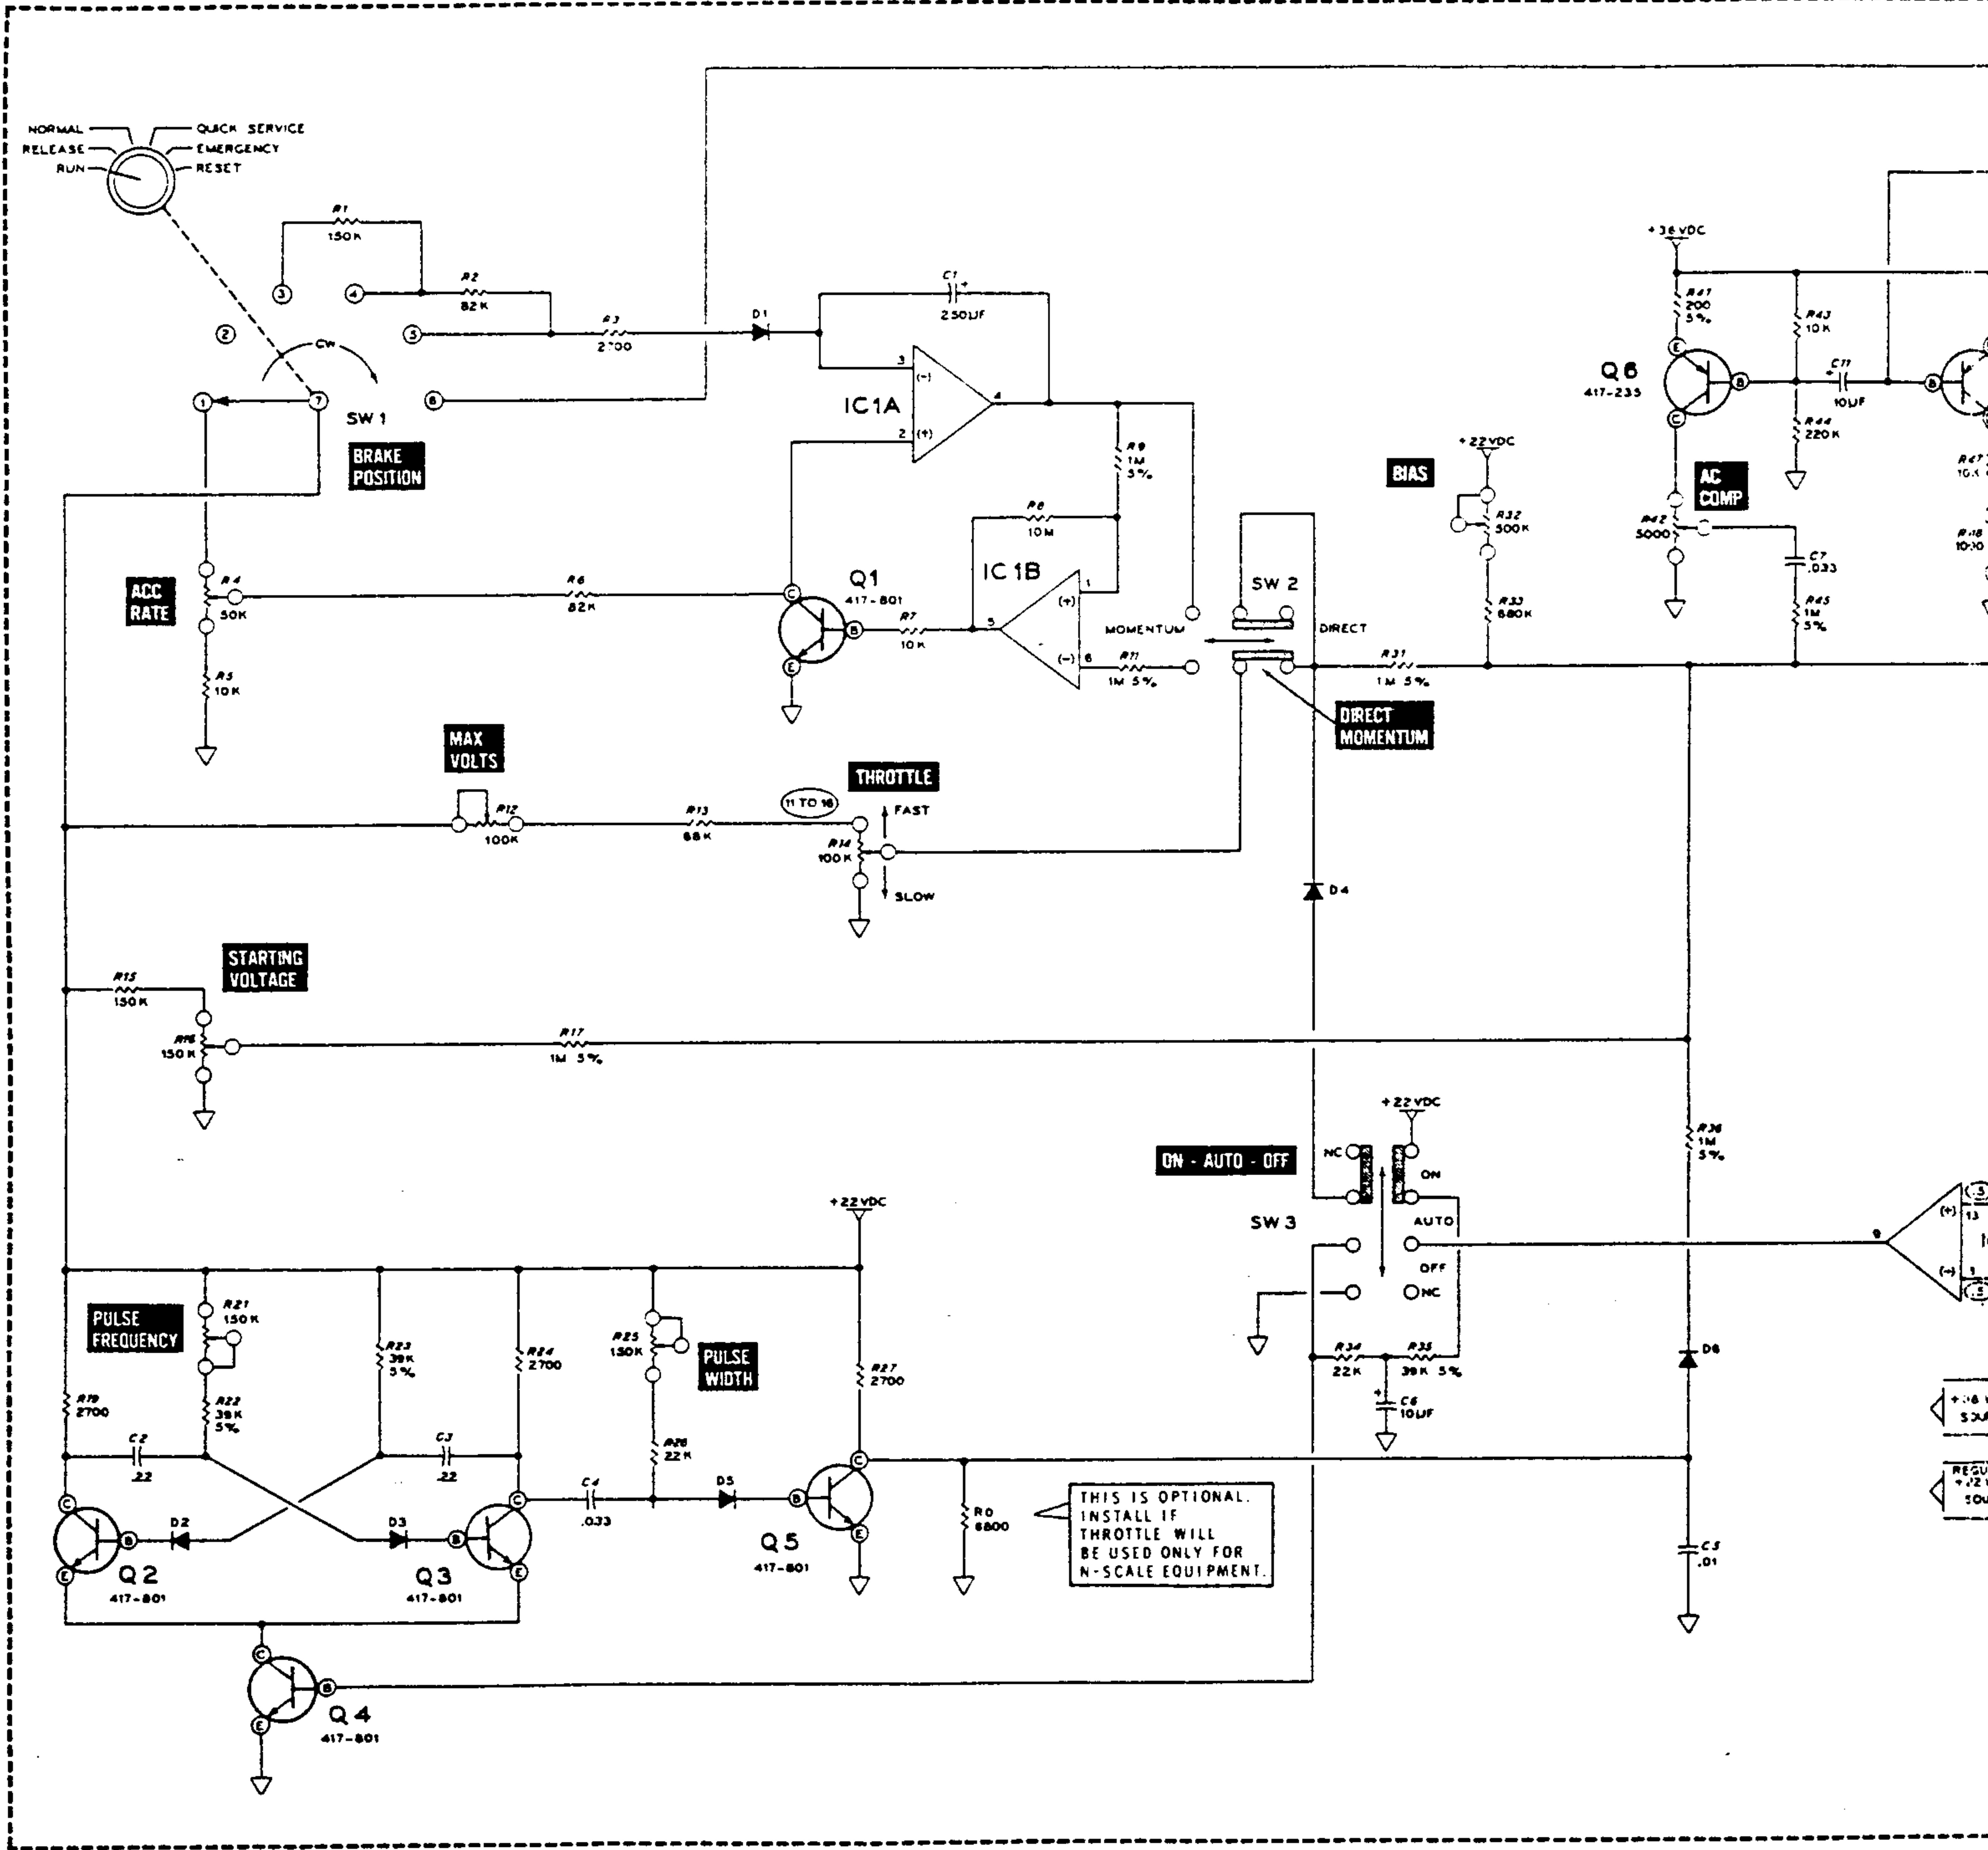 NORMAL
QUICK SERVICE
RELEASE
EMERGENCY
RUN
RESET
R1
150K
3
4
R2
82K
2
5
CW
R3
2700
D1
C1
+
250UF
1
7
6
SW 1
BRAKE
POSITION
3
(-)
IC1A
4
2
(+)
R9
1M
5%
R8
10M
ACC
RATE
R4
50K
R5
10K
R6
82K
Q1
417-801
C
B
E
R7
10K
IC1B
1
(+)
5
(-)
6
R11
1M 5%
MOMENTUM
SW 2
DIRECT
DIRECT
MOMENTUM
R31
1M 5%
BIAS
+22VDC
R32
500K
R33
680K
+36VDC
R41
200
5%
R43
10K
Q6
417-235
E
B
C
C11
+
10UF
B
R44
220K
AC
COMP
R42
5000
C7
.033
R45
1M
5%
R47
MAX
VOLTS
R12
100K
R13
68K
11 TO 16
THROTTLE
FAST
R14
100K
SLOW
D4
STARTING
VOLTAGE
R15
150K
R16
150K
R17
1M 5%
+22VDC
ON - AUTO - OFF
NC
ON
SW 3
AUTO
OFF
NC
R34
22K
R35
39K 5%
+
C6
10UF
R36
1M
5%
D6
C5
.01
9
(+)
13
(-)
+22VDC
PULSE
FREQUENCY
R21
150K
R22
39K
5%
R23
39K
5%
R24
2700
R25
150K
PULSE
WIDTH
R27
2700
R19
2700
C2
.22
C3
.22
R26
22K
C4
.033
D5
C
B
E
Q5
417-801
C
B
E
D2
Q2
417-801
D3
C
B
E
Q3
417-801
RO
6800
THIS IS OPTIONAL.
INSTALL IF
THROTTLE WILL
BE USED ONLY FOR
N-SCALE EQUIPMENT.
C
B
E
Q4
417-801